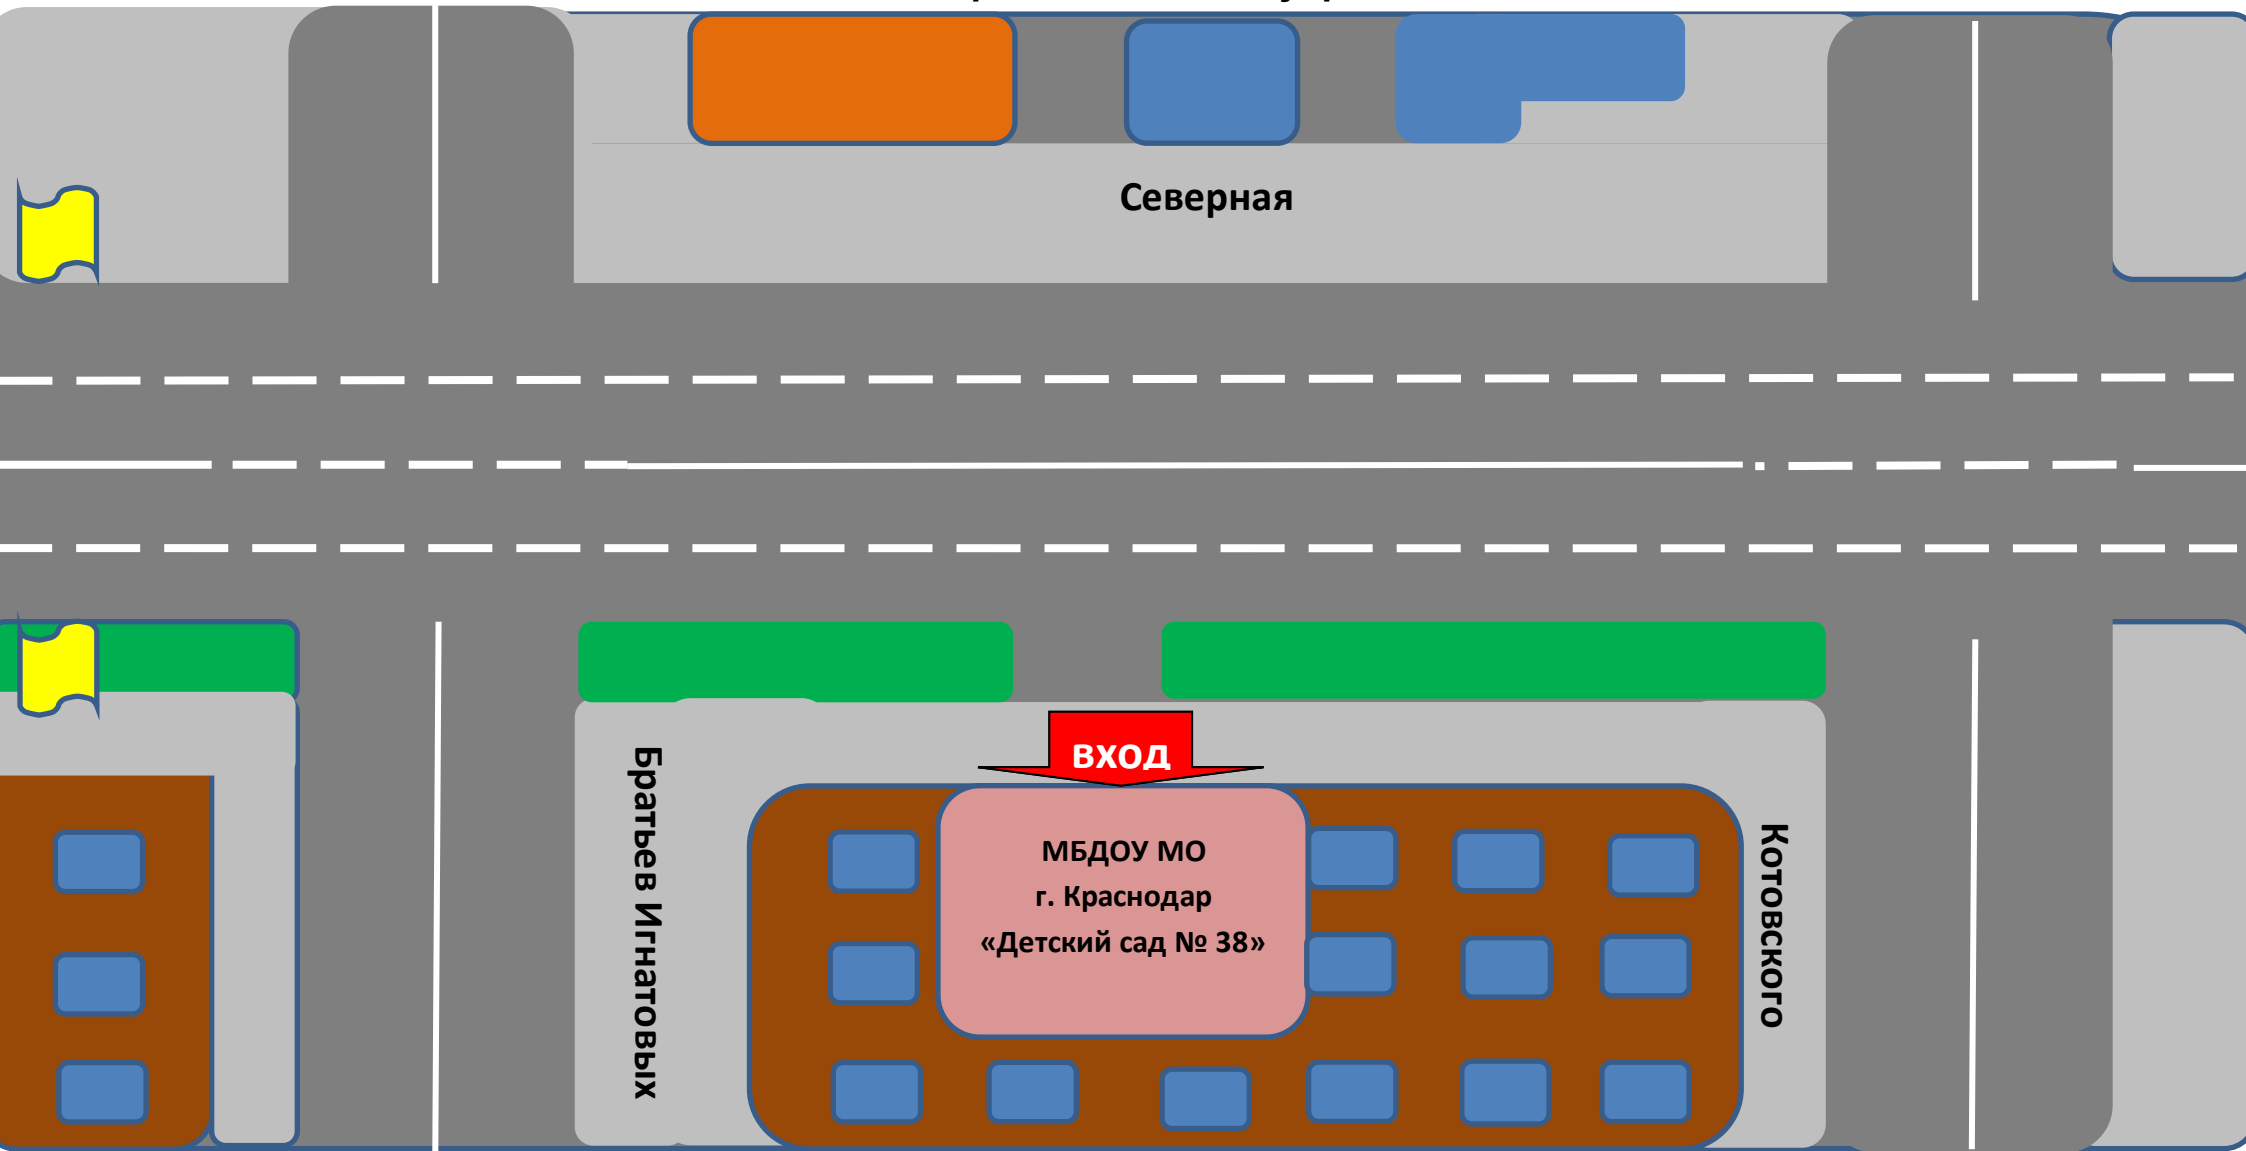 Северная
ВХОД
Братьев Игнатовых
МБДОУ МО
г. Краснодар
«Детский сад № 38»
Котовского